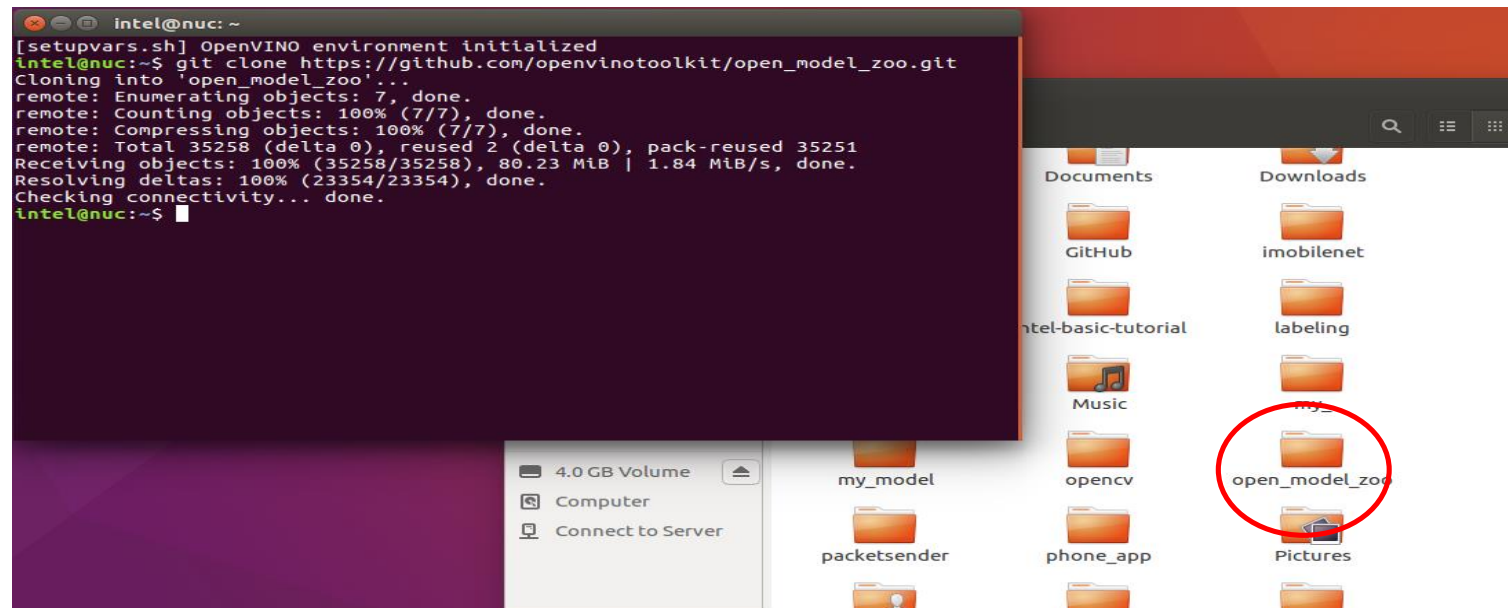 intel@nuc: ~
[setupvars.sh] OpenVINO environment initialized
intel@nuc:~$ git clone https://github.com/openvinotoolkit/open_model_zoo.git
Cloning into 'open_model_zoo'...
remote: Enumerating objects: 7, done.
remote: Counting objects: 100% (7/7), done.
remote: Compressing objects: 100% (7/7), done.
remote: Total 35258 (delta 0), reused 2 (delta 0), pack-reused 35251
Receiving objects: 100% (35258/35258), 80.23 MiB | 1.84 MiB/s, done.
Resolving deltas: 100% (23354/23354), done.
Checking connectivity... done.
intel@nuc:~$
Documents Downloads
GitHub imobilenet
ntel-basic-tutorial labeling
Music my_
4.0 GB Volume
Computer
Connect to Server
my_model opencv open_model_zoo
packetsender phone_app Pictures